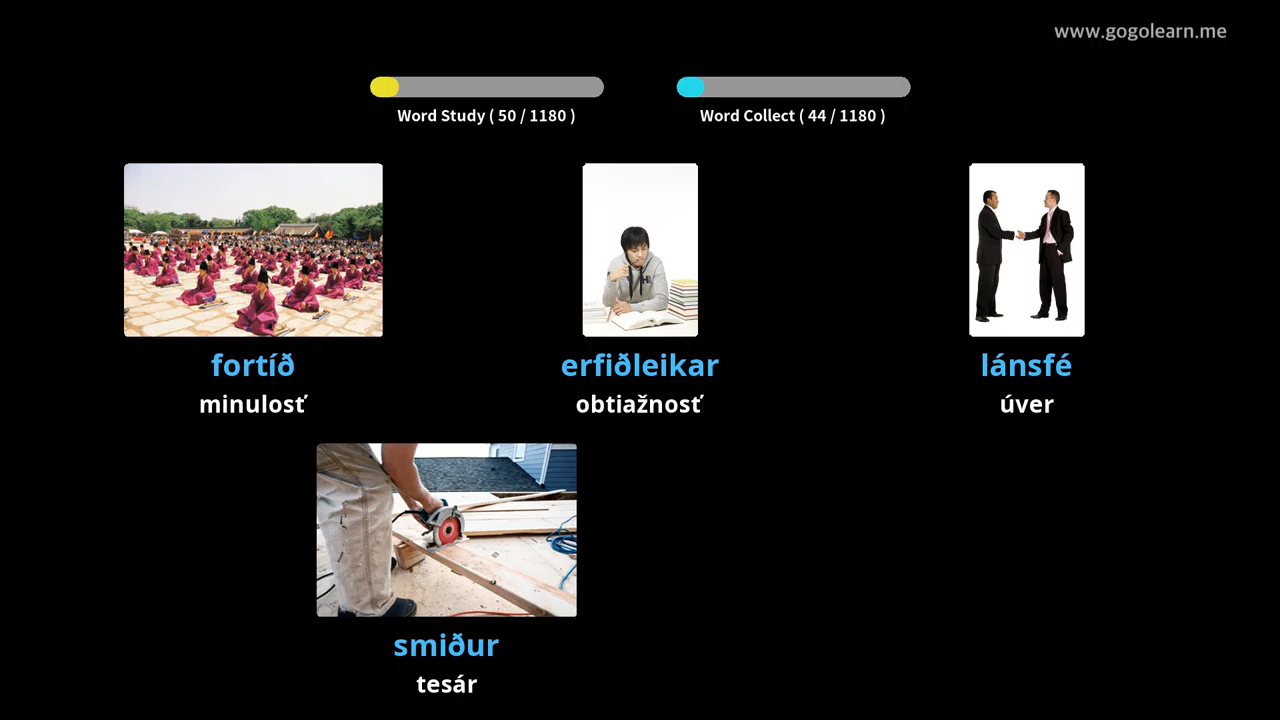 www.gogolearn.me
Word Study ( 50 / 1180 )
Word Collect ( 44 / 1180 )
fortíð
minulosť
erfiðleikar
obtiažnosť
lánsfé
úver
smiður
tesár